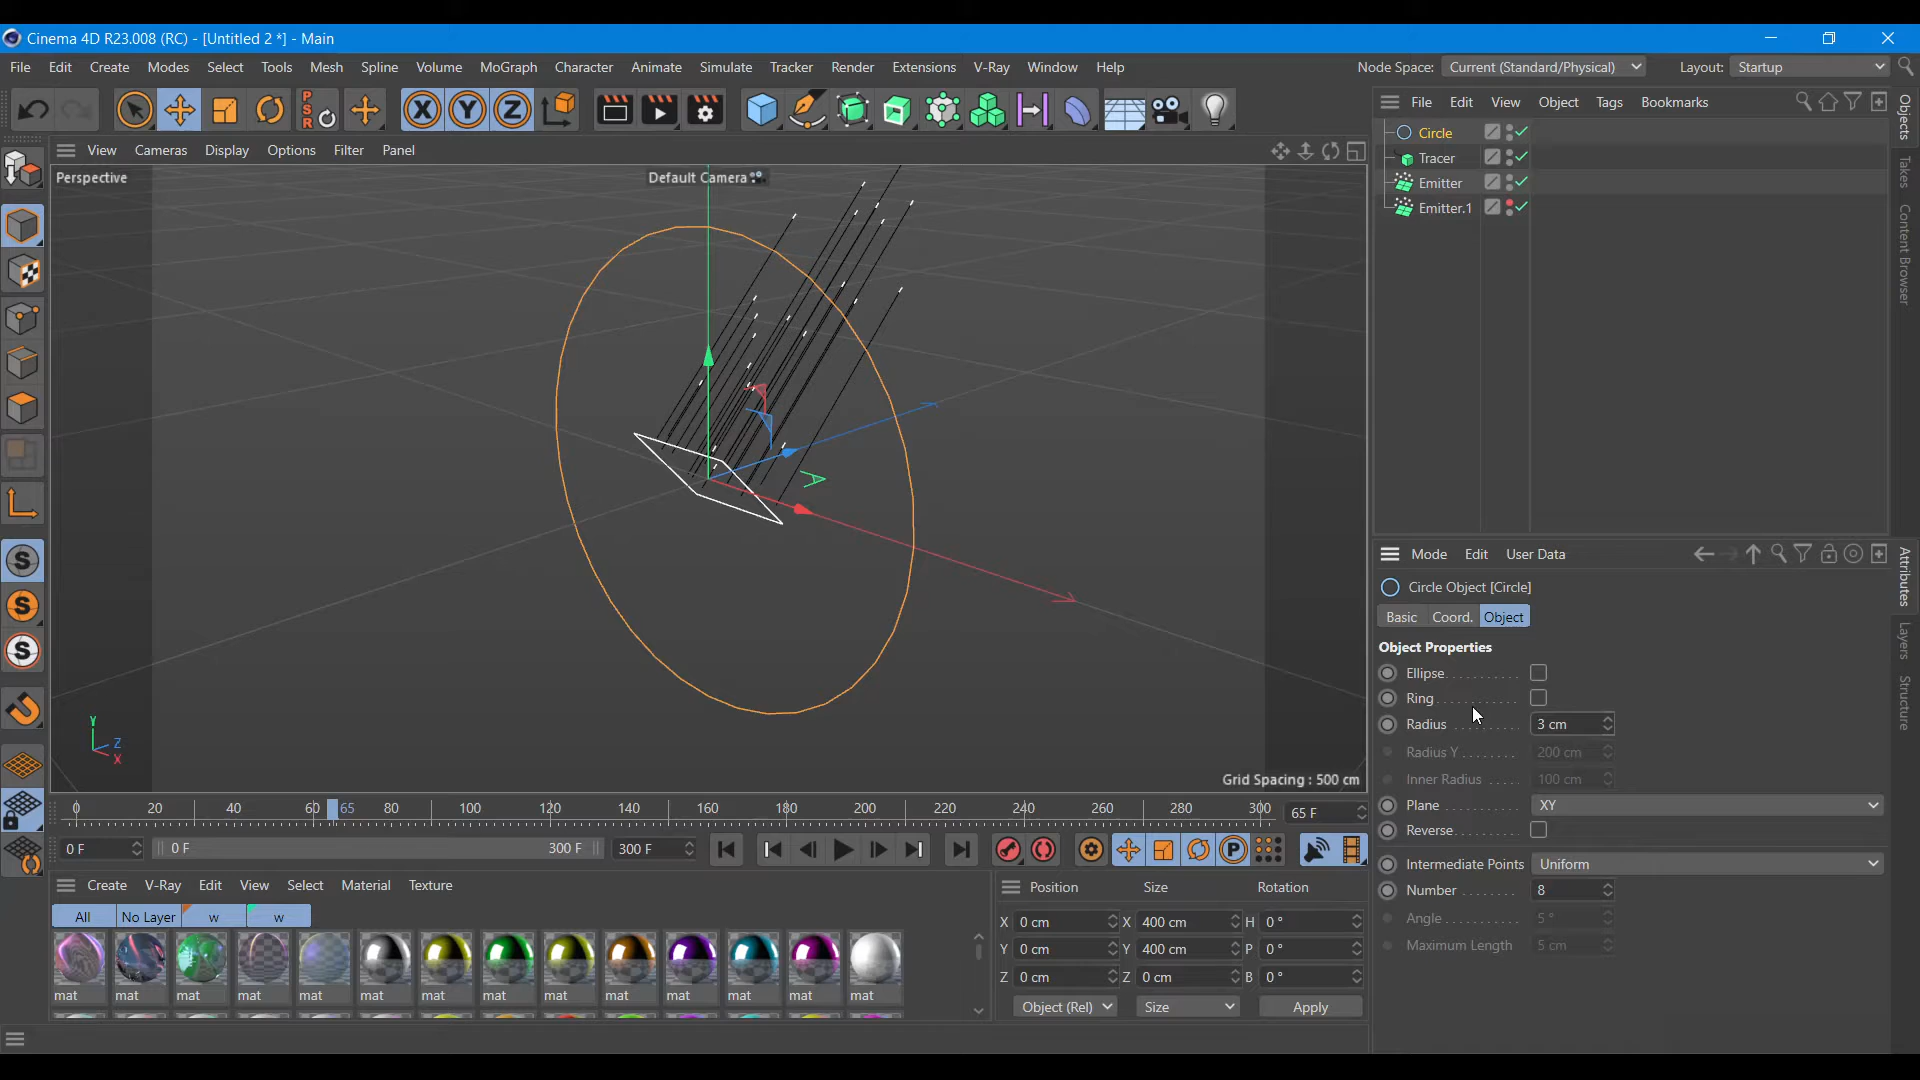 Cinema 4D R23.008 (RC) - [Untitled 2 *] - Main
File Edit Create Modes Select Tools Mesh Spline Volume MoGraph Character Animate Simulate Tracker Render Extensions V-Ray Window Help Node Space: Current (Standard/Physical) Layout: Startup
P S R
X Y Z
File Edit View Object Tags Bookmarks
View Cameras Display Options Filter Panel
Perspective
Default Camera
Circle
Tracer
Emitter
Emitter.1
Objects
Takes
Content Browser
Y
Z
X
Grid Spacing : 500 cm
Mode Edit User Data
Circle Object [Circle]
Basic Coord. Object
Object Properties
Ellipse
Ring
Radius 3 cm
Radius Y 200 cm
Inner Radius 100 cm
Plane XY
Reverse
Intermediate Points Uniform
Number 8
Angle 5 °
Maximum Length 5 cm
Attributes
Layers
Structure
S
S
S
0 20 40 60 65 80 100 120 140 160 180 200 220 240 260 280 300 65 F
0 F 0 F 300 F 300 F
P
Create V-Ray Edit View Select Material Texture
All No Layer w w
mat mat mat mat mat mat mat mat mat mat mat mat mat mat
Position Size Rotation
X 0 cm X 400 cm H 0 °
Y 0 cm Y 400 cm P 0 °
Z 0 cm Z 0 cm B 0 °
Object (Rel) Size Apply